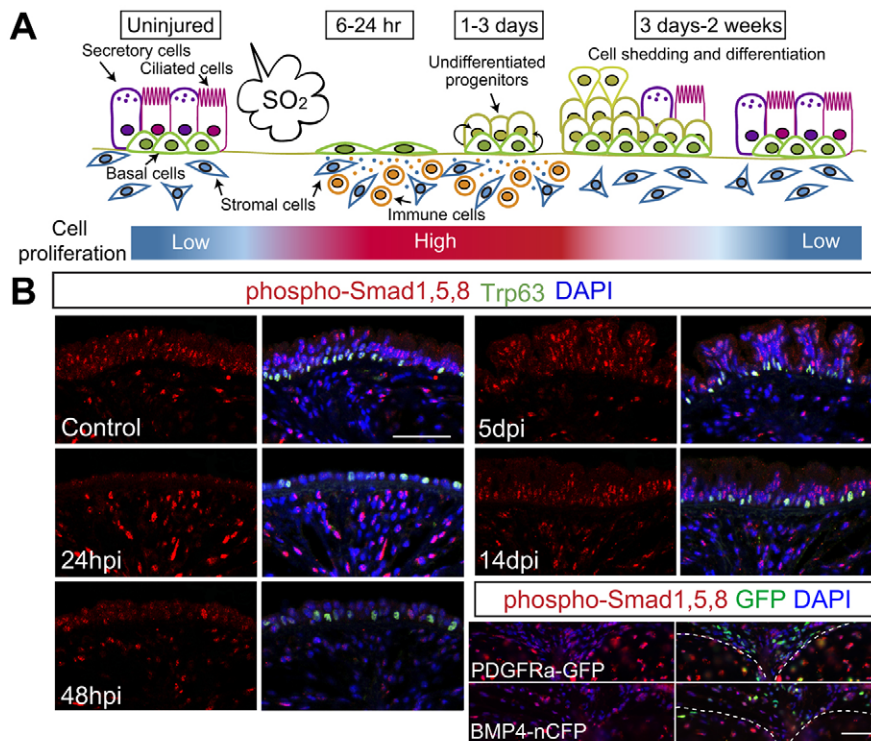 A
Uninjured
6-24 hr
1-3 days
3 days-2 weeks
Secretory cells
Ciliated cells
SO2
Undifferentiated
progenitors
Cell shedding and differentiation
Basal cells
Stromal cells
Immune cells
Cell
proliferation
Low
High
Low
B
phospho-Smad1,5,8 Trp63 DAPI
Control
5dpi
24hpi
14dpi
48hpi
phospho-Smad1,5,8 GFP DAPI
PDGFRa-GFP
BMP4-nCFP